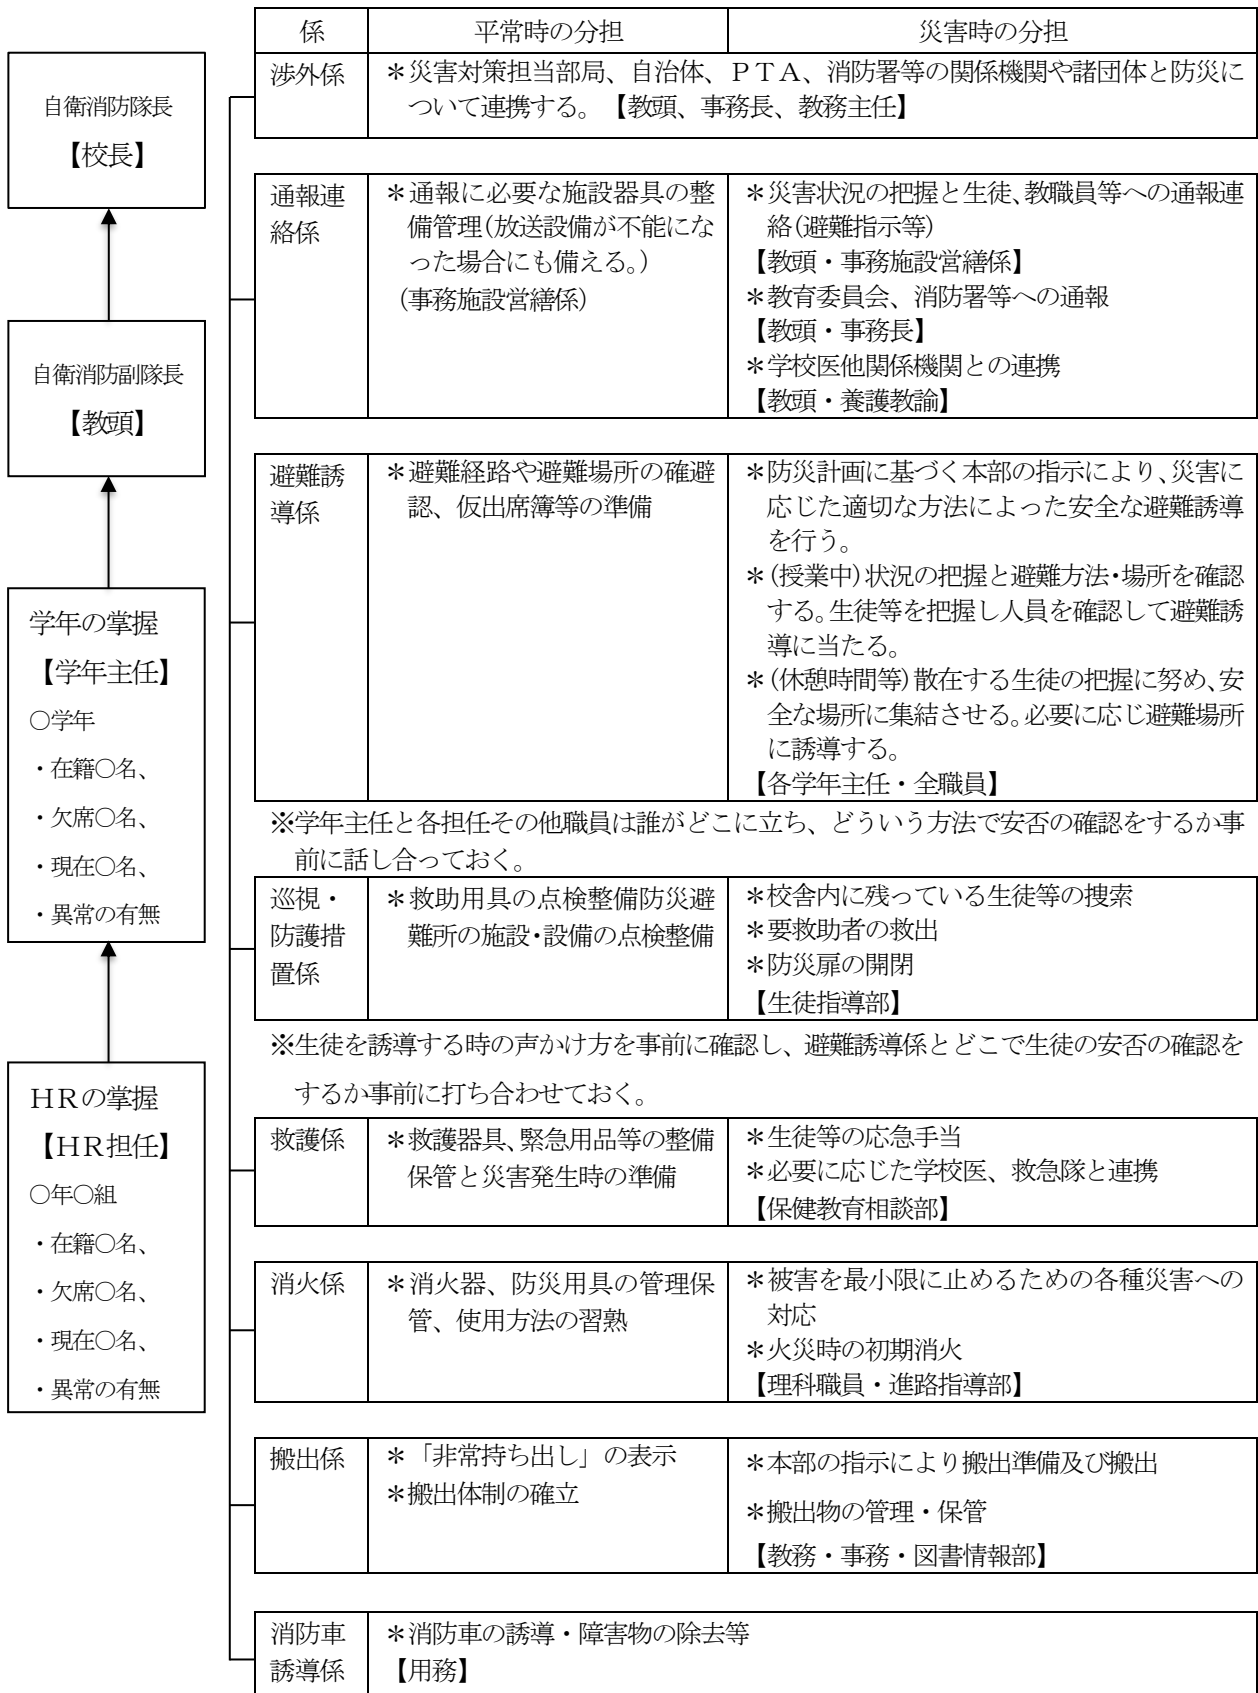 自衛消防隊長
【校長】
自衛消防副隊長
【教頭】
学年の掌握
【学年主任】
○学年
・在籍○名、
・欠席○名、
・現在○名、
・異常の有無
HRの掌握
【HR担任】
○年○組
・在籍○名、
・欠席○名、
・現在○名、
・異常の有無
係 平常時の分担 災害時の分担
渉外係
＊災害対策担当部局、自治体、ＰＴＡ、消防署等の関係機関や諸団体と防災に
ついて連携する。【教頭、事務長、教務主任】
通報連
絡係
＊通報に必要な施設器具の整
備管理(放送設備が不能にな
った場合にも備える。)
(事務施設営繕係)
＊災害状況の把握と生徒、教職員等への通報連
絡(避難指示等)
【教頭・事務施設営繕係】
＊教育委員会、消防署等への通報
【教頭・事務長】
＊学校医他関係機関との連携
【教頭・養護教諭】
避難誘
導係
＊避難経路や避難場所の確避
認、仮出席簿等の準備
＊防災計画に基づく本部の指示により、災害に
応じた適切な方法によった安全な避難誘導
を行う。
＊(授業中)状況の把握と避難方法・場所を確認
する。生徒等を把握し人員を確認して避難誘
導に当たる。
＊(休憩時間等)散在する生徒の把握に努め、安
全な場所に集結させる。必要に応じ避難場所
に誘導する。
【各学年主任・全職員】
※学年主任と各担任その他職員は誰がどこに立ち、どういう方法で安否の確認をするか事
前に話し合っておく。
巡視・
防護措
置係
＊救助用具の点検整備防災避
難所の施設・設備の点検整備
＊校舎内に残っている生徒等の捜索
＊要救助者の救出
＊防災扉の開閉
【生徒指導部】
※生徒を誘導する時の声かけ方を事前に確認し、避難誘導係とどこで生徒の安否の確認を
するか事前に打ち合わせておく。
救護係
＊救護器具、緊急用品等の整備
保管と災害発生時の準備
＊生徒等の応急手当
＊必要に応じた学校医、救急隊と連携
【保健教育相談部】
消火係
＊消火器、防災用具の管理保
管、使用方法の習熟
＊被害を最小限に止めるための各種災害への
対応
＊火災時の初期消火
【理科職員・進路指導部】
搬出係
＊「非常持ち出し」の表示
＊搬出体制の確立
＊本部の指示により搬出準備及び搬出
＊搬出物の管理・保管
【教務・事務・図書情報部】
消防車
誘導係
＊消防車の誘導・障害物の除去等
【用務】